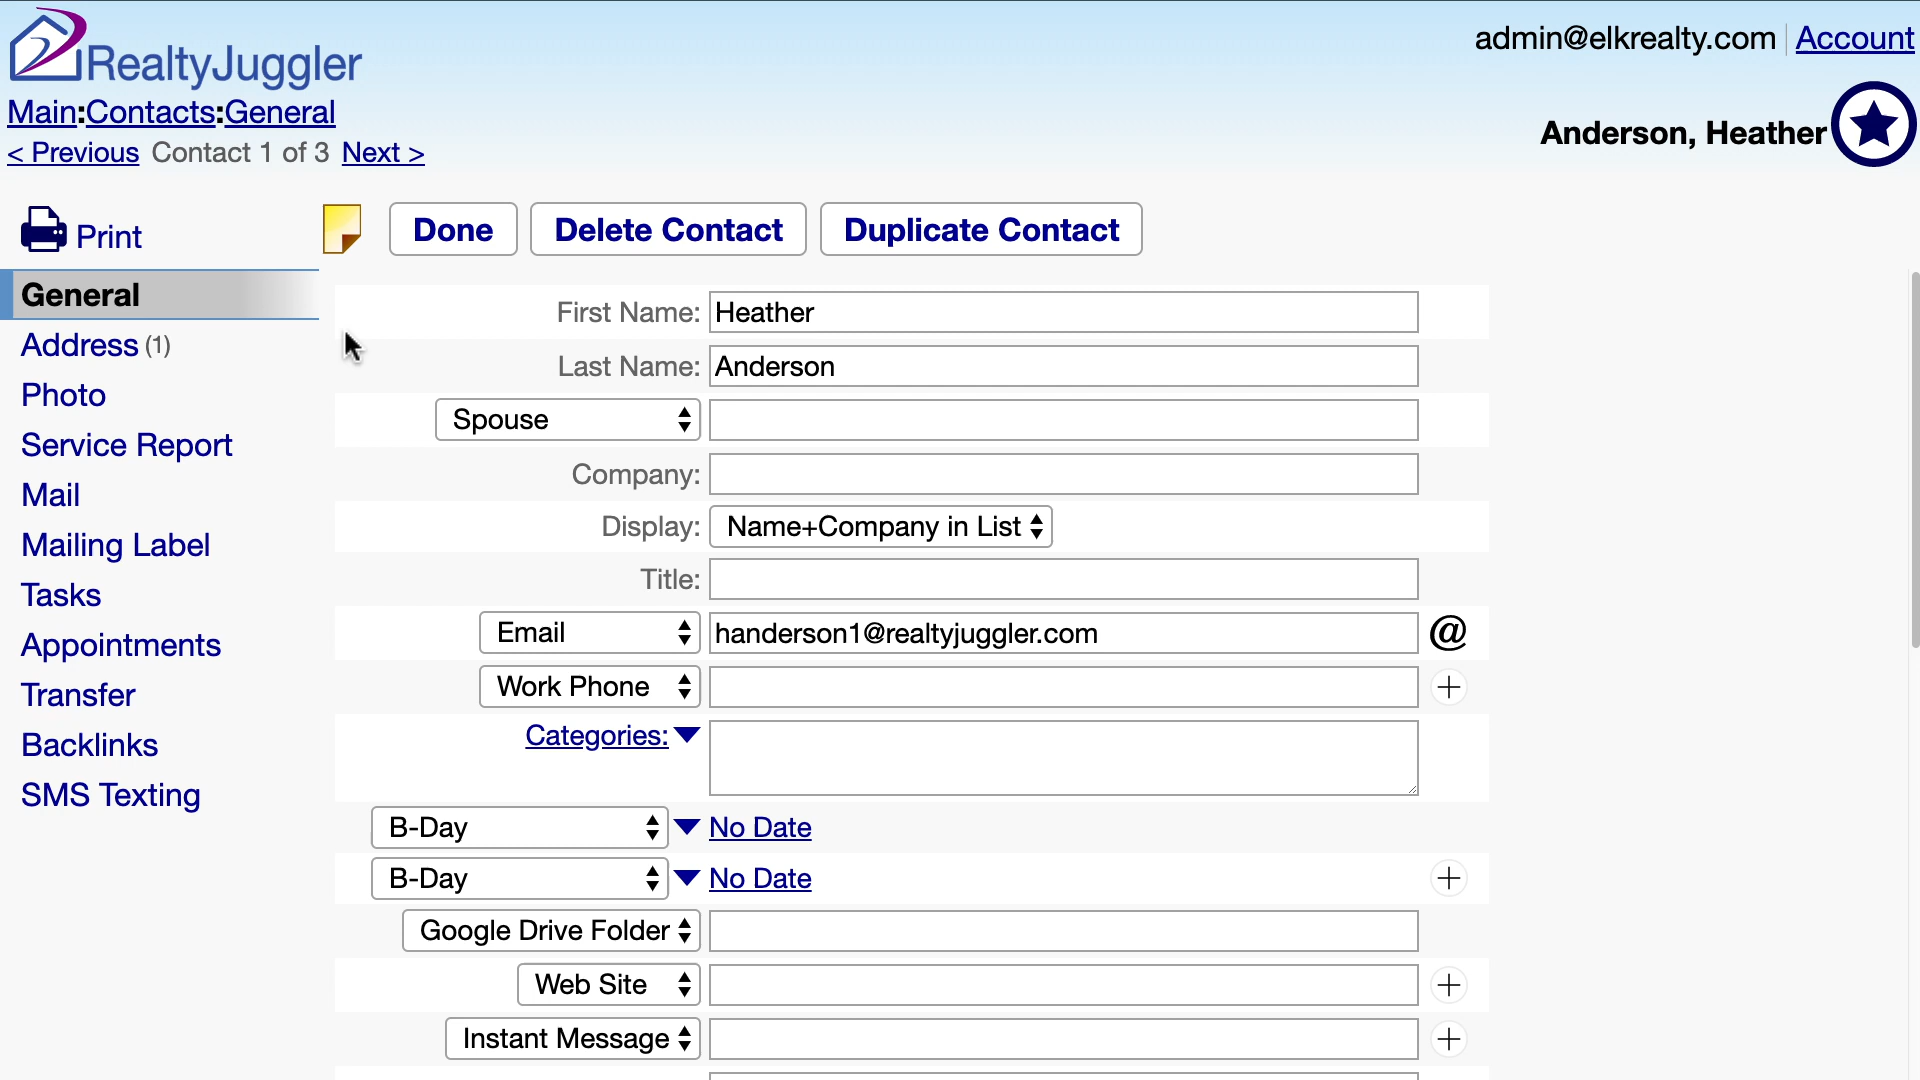 RealtyJuggler
admin@elkrealty.com Account
Main:Contacts:General
< Previous Contact 1 of 3 Next >
Anderson, Heather
Print
Done Delete Contact Duplicate Contact
General
Address (1)
Photo
Service Report
Mail
Mailing Label
Tasks
Appointments
Transfer
Backlinks
SMS Texting
First Name: Heather
Last Name: Anderson
Spouse
Company:
Display: Name+Company in List
Title:
Email handerson1@realtyjuggler.com @
Work Phone
Categories:
B-Day No Date
B-Day No Date
Google Drive Folder
Web Site
Instant Message